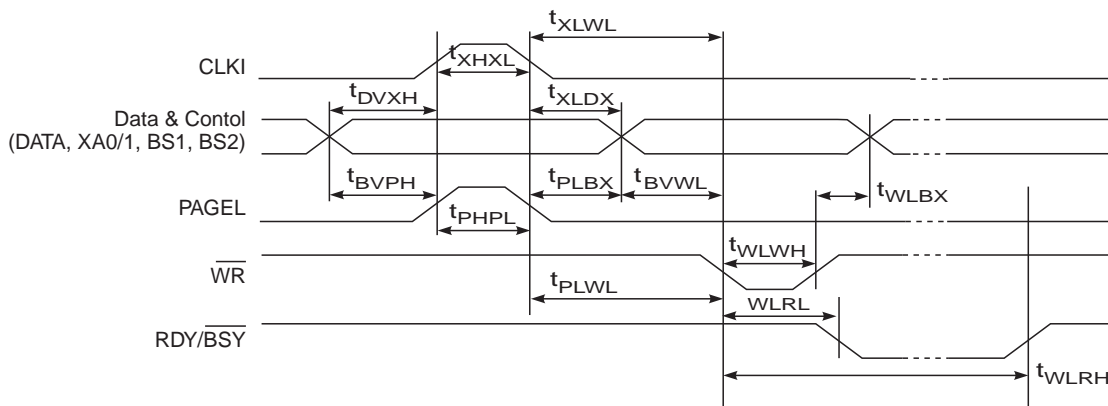 tXLWL
CLKI
tXHXL
tDVXH
tXLDX
Data & Contol
(DATA, XA0/1, BS1, BS2)
tBVPH
tPLBX
tBVWL
tWLBX
PAGEL
tPHPL
tWLWH
WR
tPLWL
WLRL
RDY/BSY
tWLRH